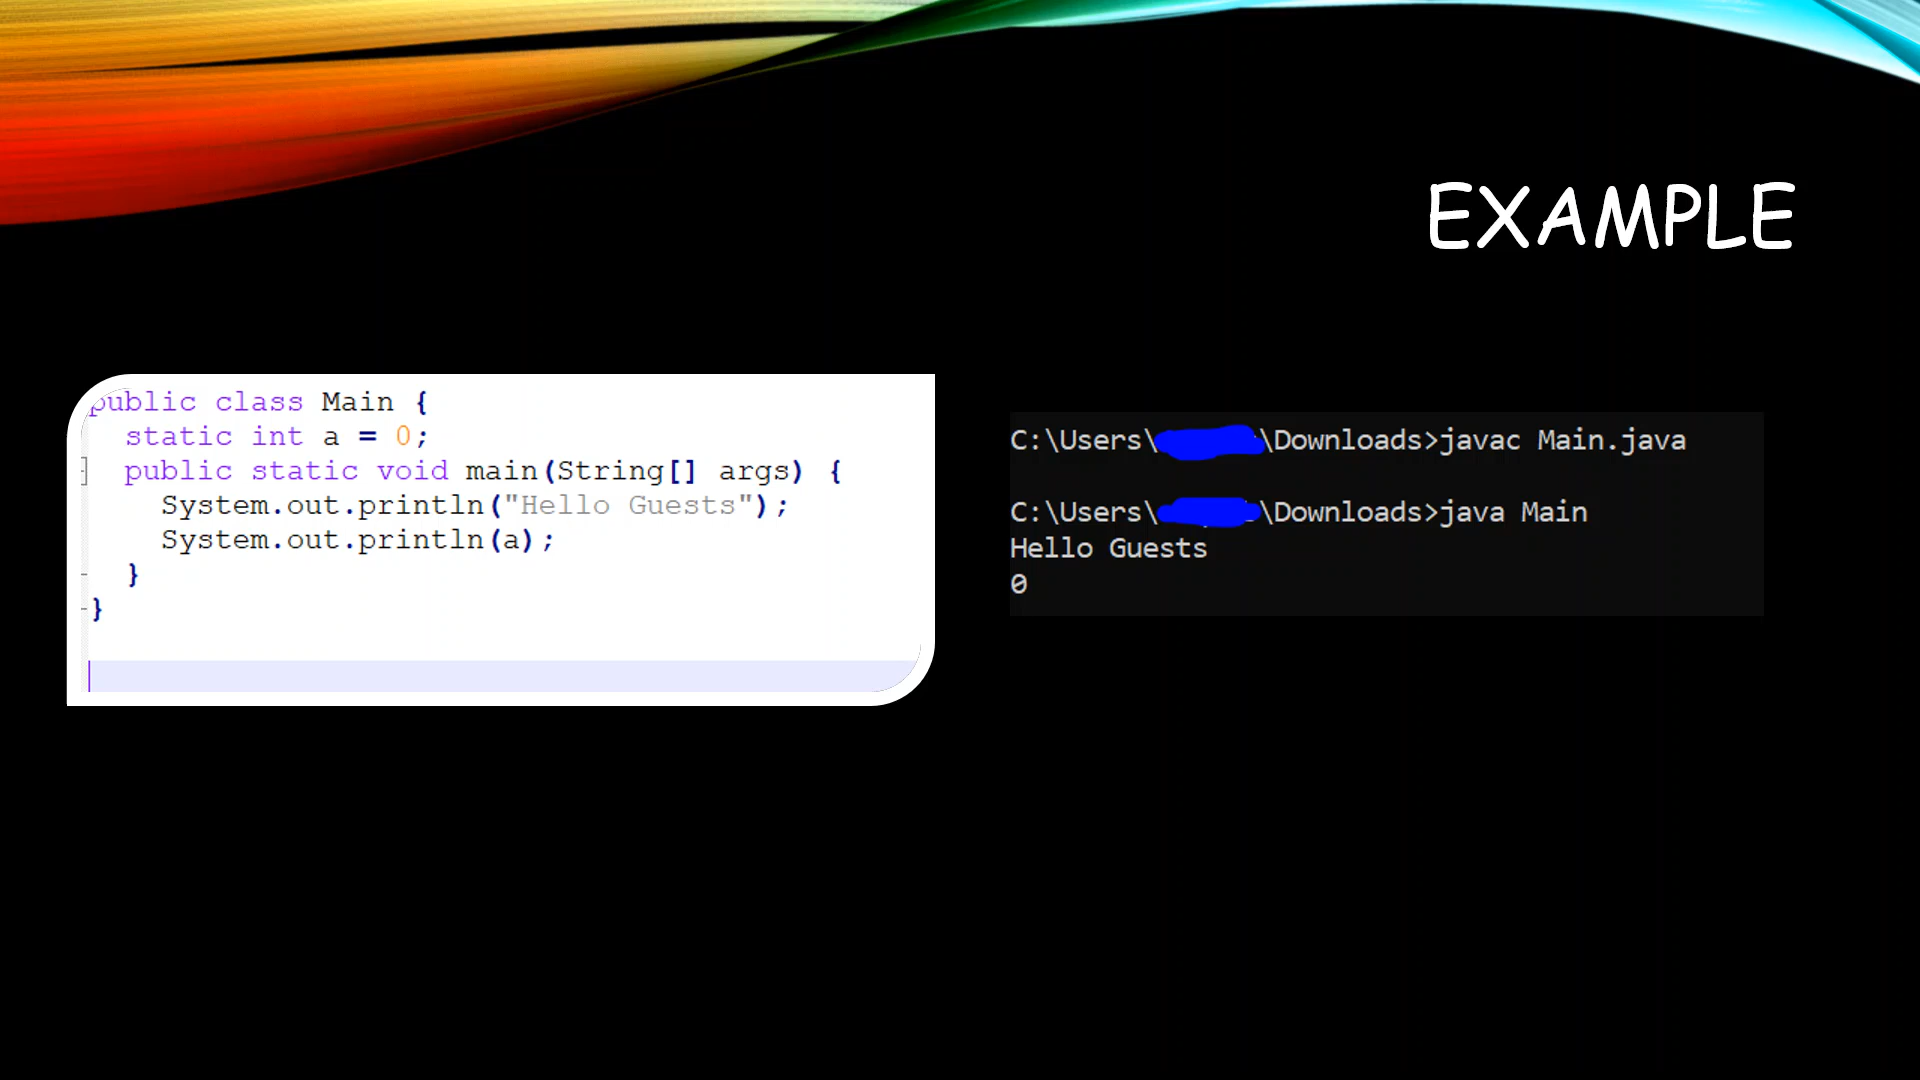 EXAMPLE
public class Main {
static int a = 0;
public static void main(String[] args) {
System.out.println("Hello Guests");
System.out.println(a);
}
}
C:\Users\ \Downloads>javac Main.java
C:\Users\ \Downloads>java Main
Hello Guests
0